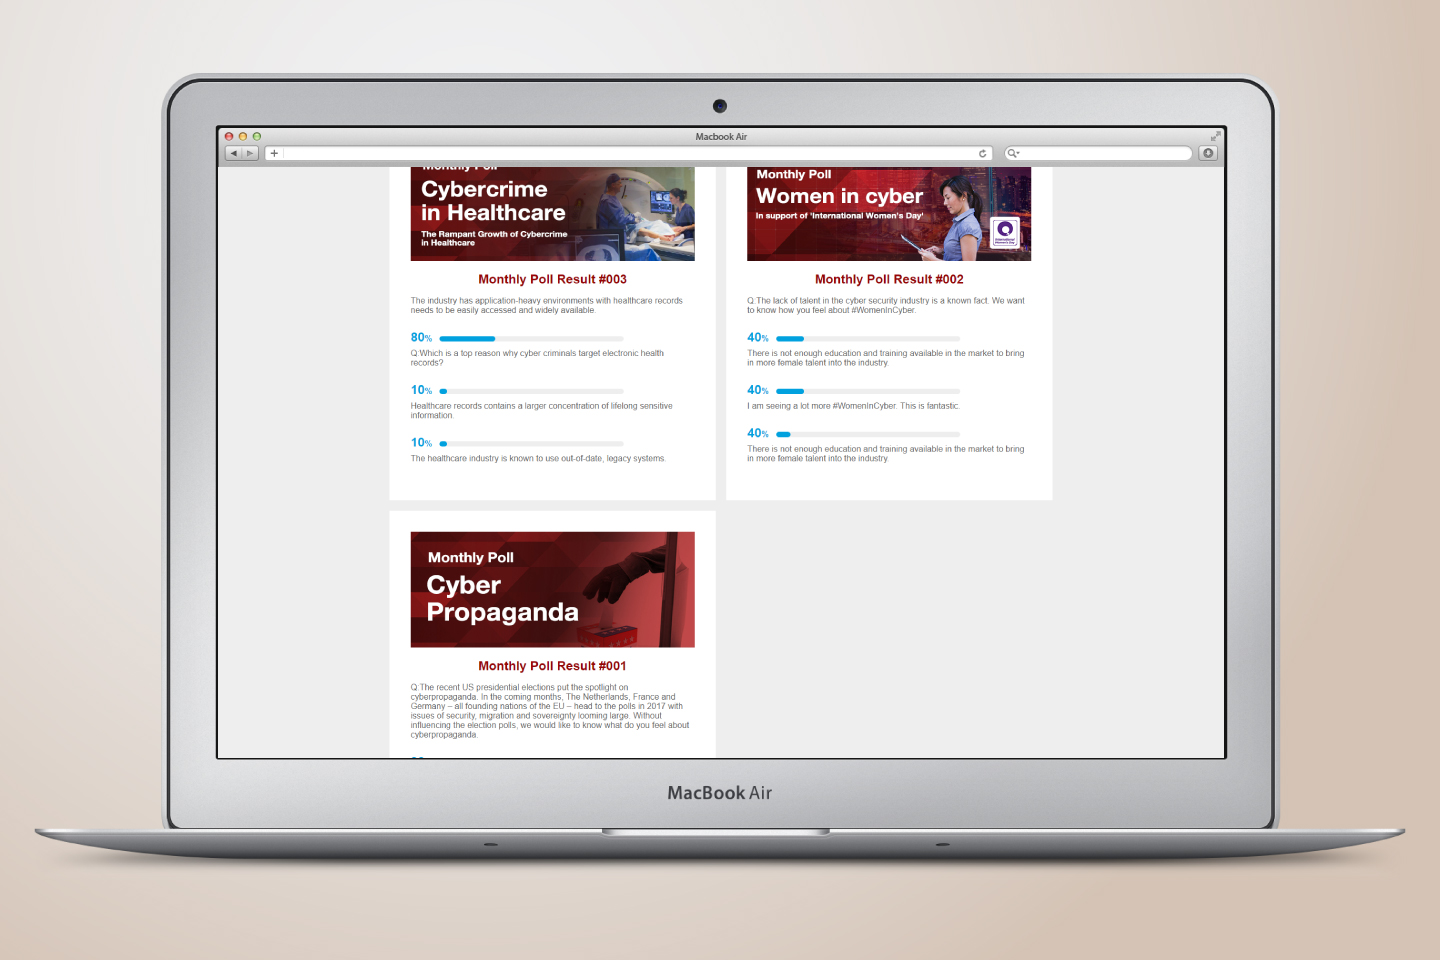 Macbook Air
Monthly Poll
Cybercrime
in Healthcare
The Rampant Growth of Cybercrime
in Healthcare
Monthly Poll Result #003
The industry has application-heavy environments with healthcare records
needs to be easily accessed and widely available.
80%
Q:Which is a top reason why cyber criminals target electronic health
records?
10%
Healthcare records contains a larger concentration of lifelong sensitive
information.
10%
The healthcare industry is known to use out-of-date, legacy systems.
Monthly Poll
Women in cyber
In support of 'International Women's Day'
International
Women's Day
Monthly Poll Result #002
Q:The lack of talent in the cyber security industry is a known fact. We want
to know how you feel about #WomenInCyber.
40%
There is not enough education and training available in the market to bring
in more female talent into the industry.
40%
I am seeing a lot more #WomenInCyber. This is fantastic.
40%
There is not enough education and training available in the market to bring
in more female talent into the industry.
Monthly Poll
Cyber
Propaganda
Monthly Poll Result #001
Q:The recent US presidential elections put the spotlight on
cyberpropaganda. In the coming months, The Netherlands, France and
Germany – all founding nations of the EU – head to the polls in 2017 with
issues of security, migration and sovereignty looming large. Without
influencing the election polls, we would like to know what do you feel about
cyberpropaganda.
MacBook Air